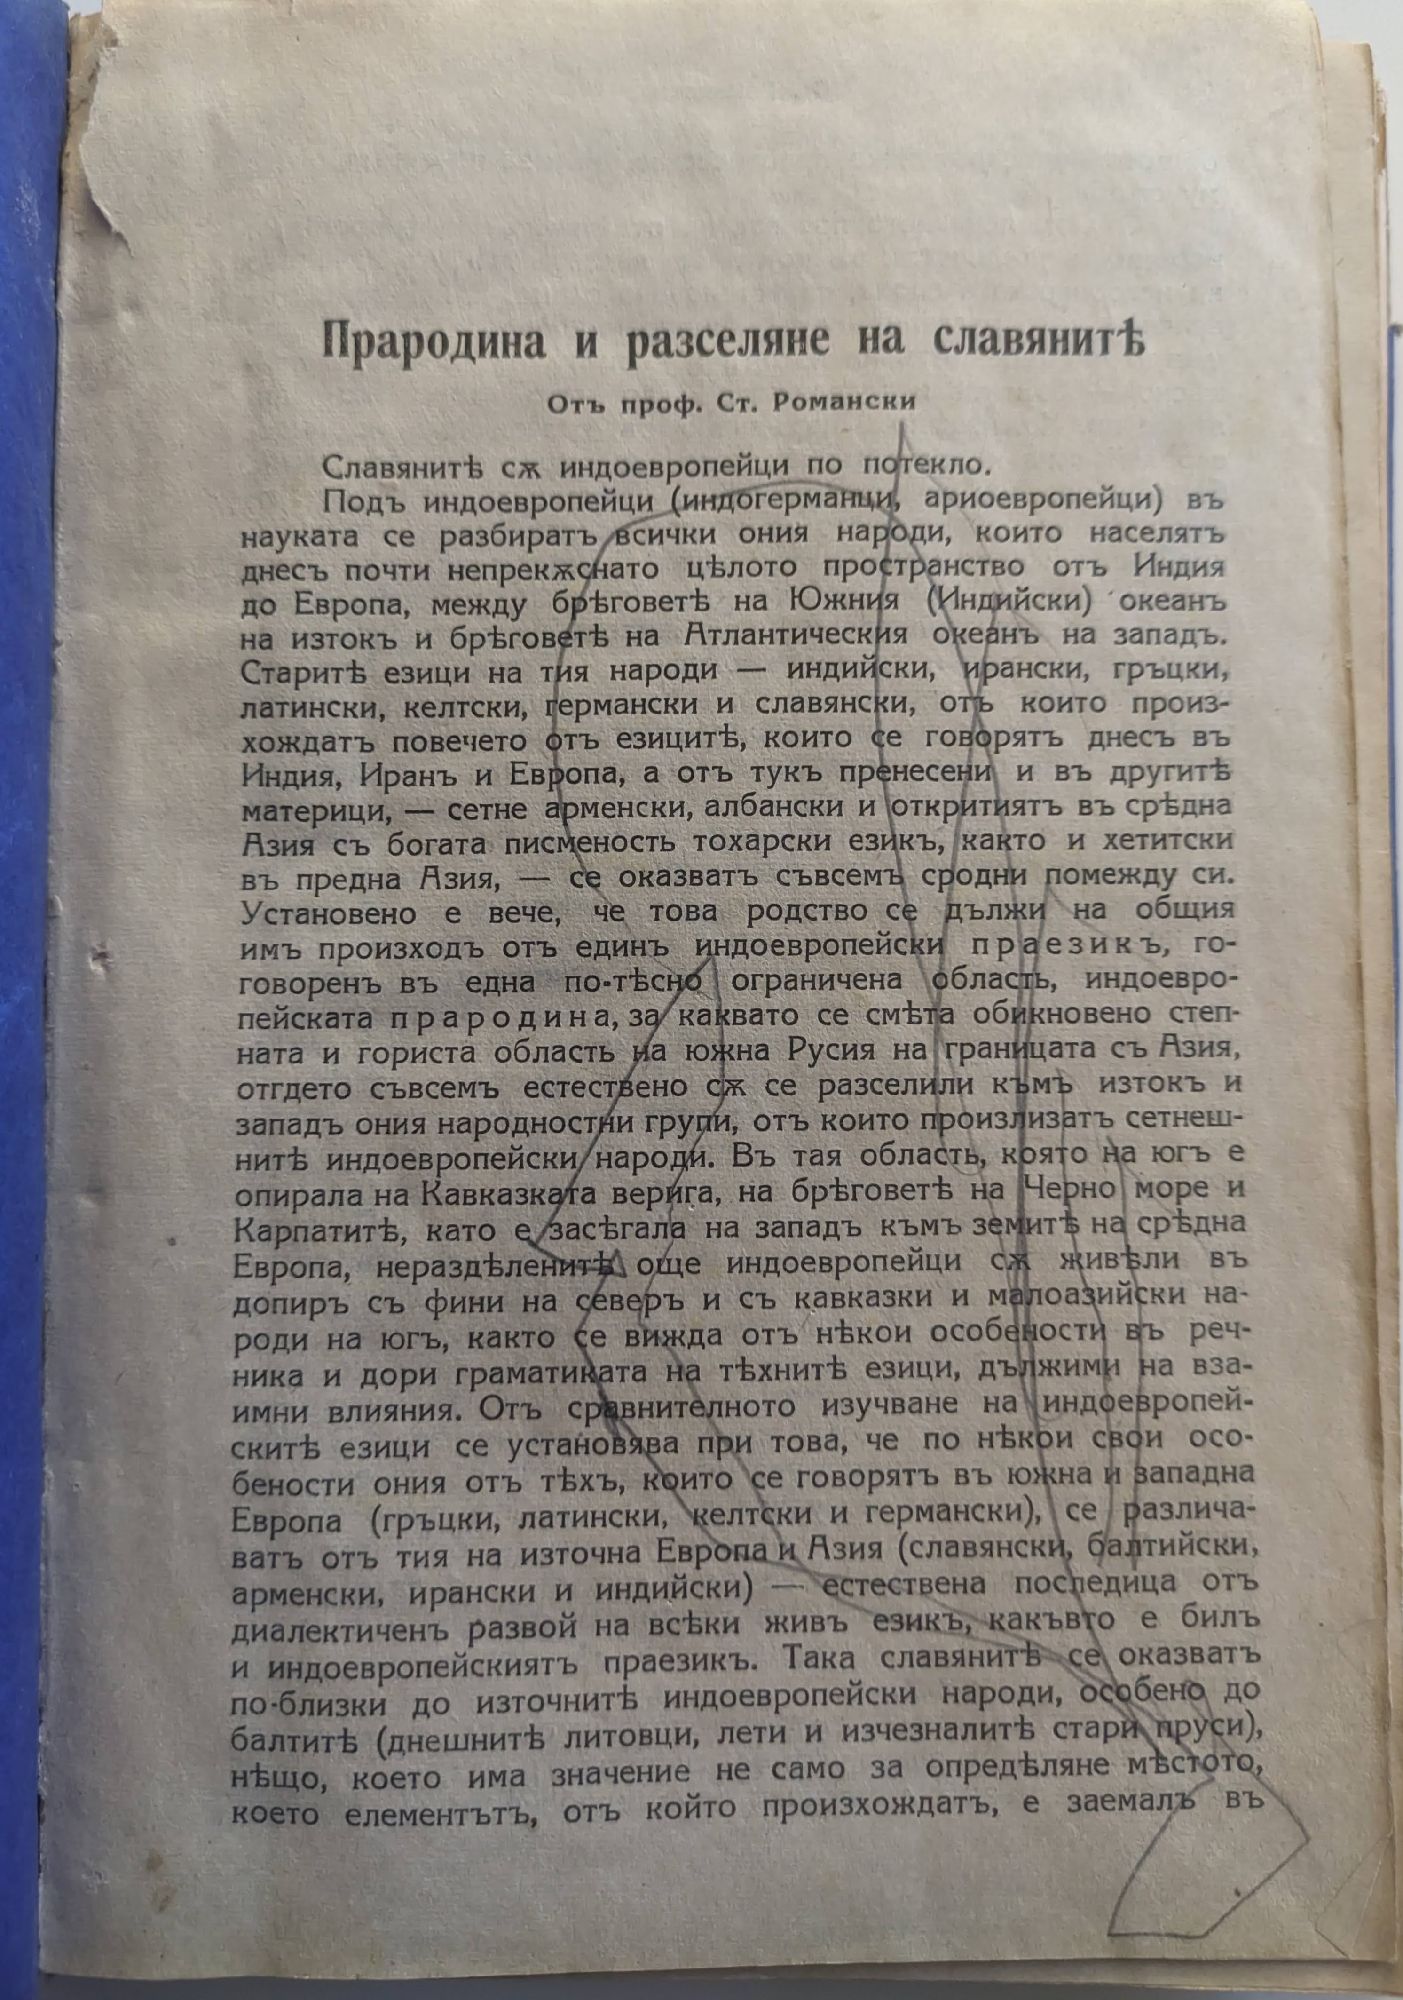 Прародина и разселяне на славянитѣ
Отъ проф. Ст. Романски
Славянитѣ сѫ индоевропейци по потекло.
Подъ индоевропейци (индогерманци, ариоевропейци) въ
науката се разбиратъ всички ония народи, които населятъ
днесъ почти непрекѫснато цѣлото пространство отъ Индия
до Европа, между брѣговетѣ на Южния (Индийски) океанъ
на изтокъ и брѣговетѣ на Атлантическия океанъ на западъ.
Старитѣ езици на тия народи — индийски, ирански, гръцки,
латински, келтски, германски и славянски, отъ които произ-
хождатъ повечето отъ езицитѣ, които се говорятъ днесъ въ
Индия, Иранъ и Европа, а отъ тукъ пренесени и въ другитѣ
материци, — сетне арменски, албански и откритиятъ въ срѣдна
Азия съ богата писменость тохарски езикъ, както и хетитски
въ предна Азия, — се оказватъ съвсемъ сродни помежду си.
Установено е вече, че това родство се дължи на общия
имъ произходъ отъ единъ индоевропейски праезикъ, го-
говоренъ въ една по-тѣсно ограничена область, индоевро-
пейската прародина, за каквато се смѣта обикновено степ-
ната и гориста область на южна Русия на границата съ Азия,
отгдето съвсемъ естествено сѫ се разселили къмъ изтокъ и
западъ ония народностни групи, отъ които произлизатъ сетнеш-
нитѣ индоевропейски народи. Въ тая область, която на югъ е
опирала на Кавказката верига, на брѣговетѣ на Черно море и
Карпатитѣ, като е засѣгала на западъ къмъ земитѣ на срѣдна
Европа, нераздѣленитѣ още индоевропейци сѫ живѣли въ
допиръ съ фини на северъ и съ кавказки и малоазийски на-
роди на югъ, както се вижда отъ нѣкои особености въ реч-
ника и дори граматиката на тѣхнитѣ езици, дължими на вза-
имни влияния. Отъ сравнителното изучване на индоевропей-
скитѣ езици се установява при това, че по нѣкои свои осо-
бености ония отъ тѣхъ, които се говорятъ въ южна и западна
Европа (гръцки, латински, келтски и германски), се различа-
ватъ отъ тия на източна Европа и Азия (славянски, балтийски,
арменски, ирански и индийски) — естествена последица отъ
диалектиченъ развой на всѣки живъ езикъ, какъвто е билъ
и индоевропейскиятъ праезикъ. Така славянитѣ се оказватъ
по-близки до източнитѣ индоевропейски народи, особено до
балтитѣ (днешнитѣ литовци, лети и изчезналитѣ стари пруси),
нѣщо, което има значение не само за опредѣляне мѣстото,
което елементътъ, отъ който произхождатъ, е заемалъ въ